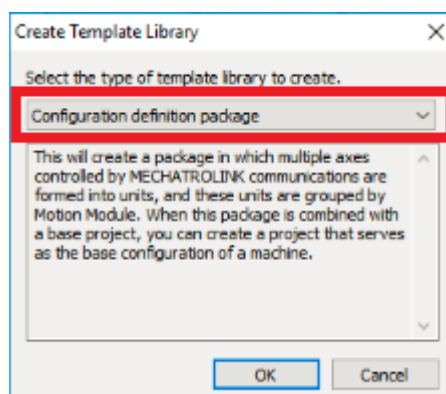 Create Template Library
Select the type of template library to create.
Configuration definition package
This will create a package in which multiple axes
controlled by MECHATROLINK communications are
formed into units, and these units are grouped by
Motion Module. When this package is combined with
a base project, you can create a project that serves
as the base configuration of a machine.
OK
Cancel